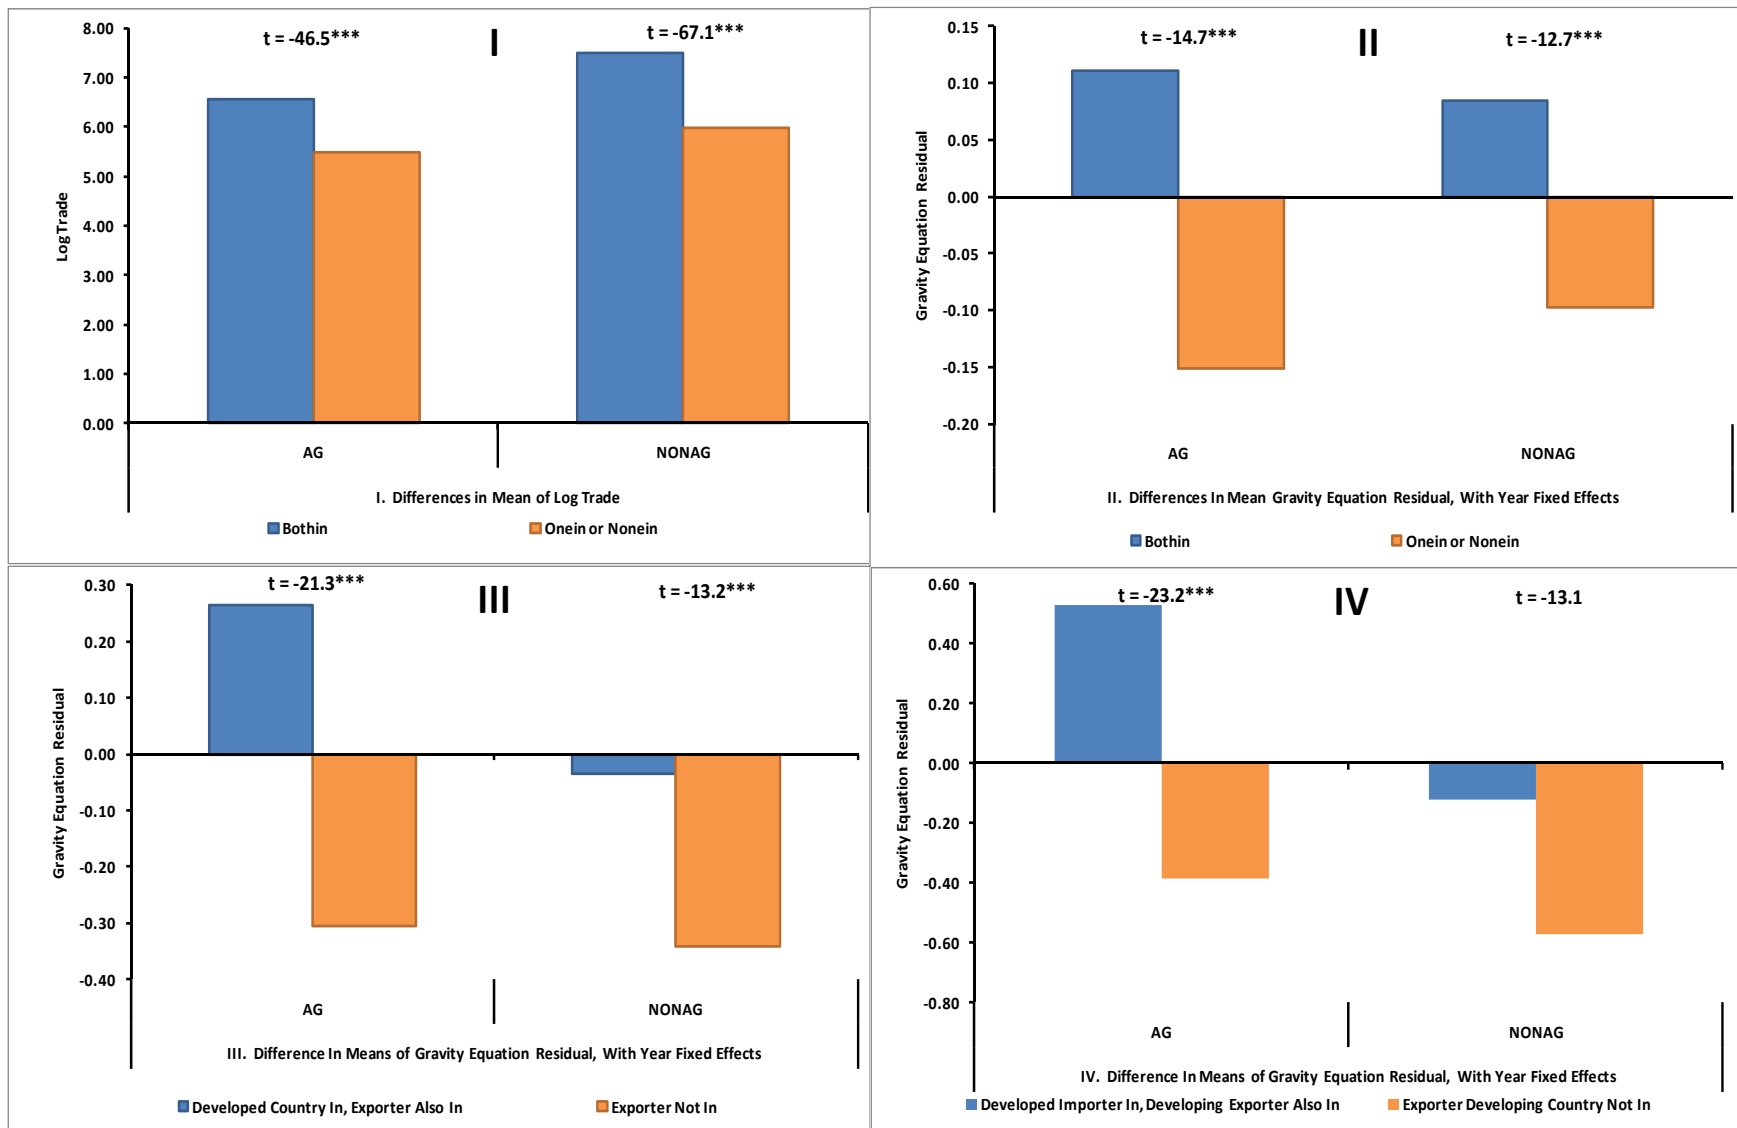 t = -46.5***
I
t = -67.1***
8.00
7.00
6.00
5.00
4.00
3.00
2.00
1.00
0.00
Log Trade
AG
NONAG
I. Differences in Mean of Log Trade
Bothin
Onein or Nonein
t = -14.7***
II
t = -12.7***
0.15
0.10
0.05
0.00
-0.05
-0.10
-0.15
-0.20
Gravity Equation Residual
AG
NONAG
II. Differences In Mean Gravity Equation Residual, With Year Fixed Effects
Bothin
Onein or Nonein
t = -21.3***
III
t = -13.2***
0.30
0.20
0.10
0.00
-0.10
-0.20
-0.30
-0.40
Gravity Equation Residual
AG
NONAG
III. Difference In Means of Gravity Equation Residual, With Year Fixed Effects
Developed Country In, Exporter Also In
Exporter Not In
t = -23.2***
IV
t = -13.1
0.60
0.40
0.20
0.00
-0.20
-0.40
-0.60
-0.80
Gravity Equation Residual
AG
NONAG
IV. Difference In Means of Gravity Equation Residual, With Year Fixed Effects
Developed Importer In, Developing Exporter Also In
Exporter Developing Country Not In